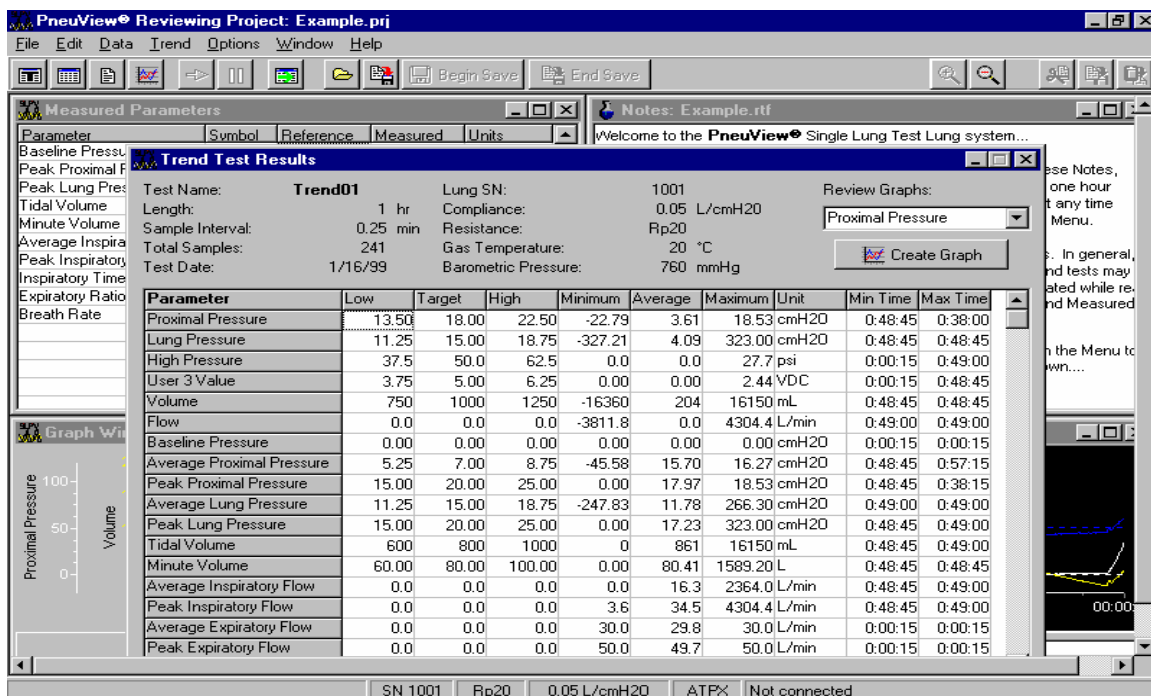 PneuView® Reviewing Project: Example.prj
File Edit Data Trend Options Window Help
Begin Save End Save
Measured Parameters
Parameter Symbol Reference Measured Units
Baseline Pressu
Peak Proximal P
Peak Lung Pres
Tidal Volume
Minute Volume
Average Inspira
Peak Inspiratory
Inspiratory Time
Expiratory Ratio
Breath Rate
Notes: Example.rtf
Welcome to the PneuView® Single Lung Test Lung system...
ese Notes,
one hour
t any time
Menu.
s. In general,
nd tests may
ated while re
nd Measured
n the Menu to
wn....
Trend Test Results
Test Name: Trend01 Lung SN: 1001 Review Graphs:
Length: 1 hr Compliance: 0.05 L/cmH2O Proximal Pressure
Sample Interval: 0.25 min Resistance: Rp20
Total Samples: 241 Gas Temperature: 20 °C Create Graph
Test Date: 1/16/99 Barometric Pressure: 760 mmHg
Parameter Low Target High Minimum Average Maximum Unit Min Time Max Time
Proximal Pressure 13.50 18.00 22.50 -22.79 3.61 18.53 cmH2O 0:48:45 0:38:00
Lung Pressure 11.25 15.00 18.75 -327.21 4.09 323.00 cmH2O 0:48:45 0:48:45
High Pressure 37.5 50.0 62.5 0.0 0.0 27.7 psi 0:00:15 0:49:00
User 3 Value 3.75 5.00 6.25 0.00 0.00 2.44 VDC 0:00:15 0:48:45
Volume 750 1000 1250 -16360 204 16150 mL 0:48:45 0:48:45
Flow 0.0 0.0 0.0 -3811.8 0.0 4304.4 L/min 0:49:00 0:49:00
Baseline Pressure 0.00 0.00 0.00 0.00 0.00 0.00 cmH2O 0:00:15 0:00:15
Average Proximal Pressure 5.25 7.00 8.75 -45.58 15.70 16.27 cmH2O 0:48:45 0:57:15
Peak Proximal Pressure 15.00 20.00 25.00 0.00 17.97 18.53 cmH2O 0:48:45 0:38:15
Average Lung Pressure 11.25 15.00 18.75 -247.83 11.78 266.30 cmH2O 0:49:00 0:49:00
Peak Lung Pressure 15.00 20.00 25.00 0.00 17.23 323.00 cmH2O 0:48:45 0:49:00
Tidal Volume 600 800 1000 0 861 16150 mL 0:48:45 0:49:00
Minute Volume 60.00 80.00 100.00 0.00 80.41 1589.20 L 0:48:45 0:48:45
Average Inspiratory Flow 0.0 0.0 0.0 0.0 16.3 2364.0 L/min 0:48:45 0:49:00
Peak Inspiratory Flow 0.0 0.0 0.0 3.6 34.5 4304.4 L/min 0:48:45 0:49:00
Average Expiratory Flow 0.0 0.0 0.0 30.0 29.8 30.0 L/min 0:00:15 0:00:15
Peak Expiratory Flow 0.0 0.0 0.0 50.0 49.7 50.0 L/min 0:00:15 0:00:15
Graph Wi
Proximal Pressure
100
50
0
Volume
00:00:
SN 1001 Rp20 0.05 L/cmH2O ATPX Not connected